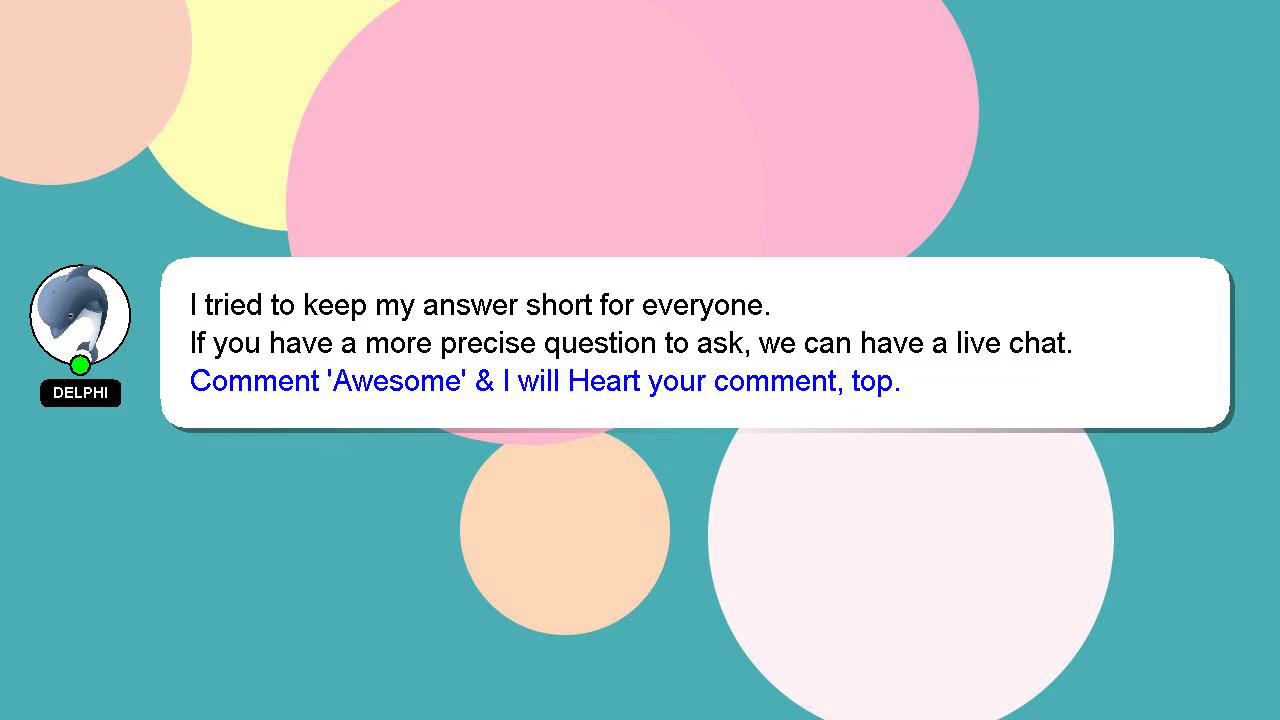 I tried to keep my answer short for everyone.
If you have a more precise question to ask, we can have a live chat.
Comment 'Awesome' & I will Heart your comment, top.
DELPHI